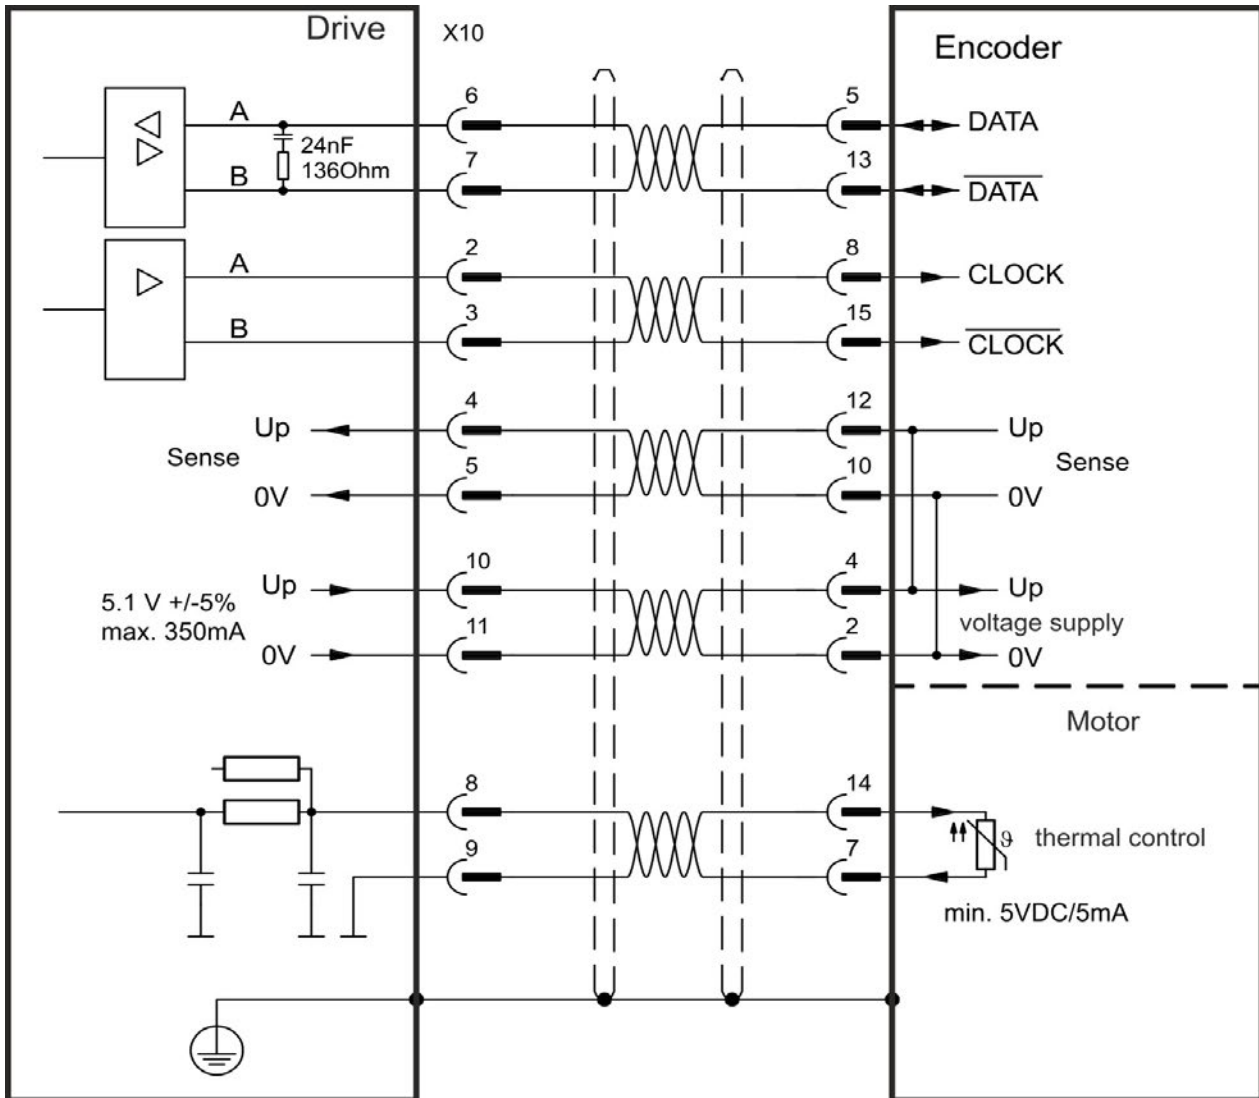 Drive
X10
Encoder
A
6
5
DATA
24nF
136Ohm
B
7
13
DATA
A
2
8
CLOCK
B
3
15
CLOCK
Up
4
12
Up
Sense
Sense
0V
5
10
0V
Up
10
4
Up
5.1 V +/-5%
max. 350mA
voltage supply
0V
11
2
0V
Motor
8
14
ϑ thermal control
9
7
min. 5VDC/5mA